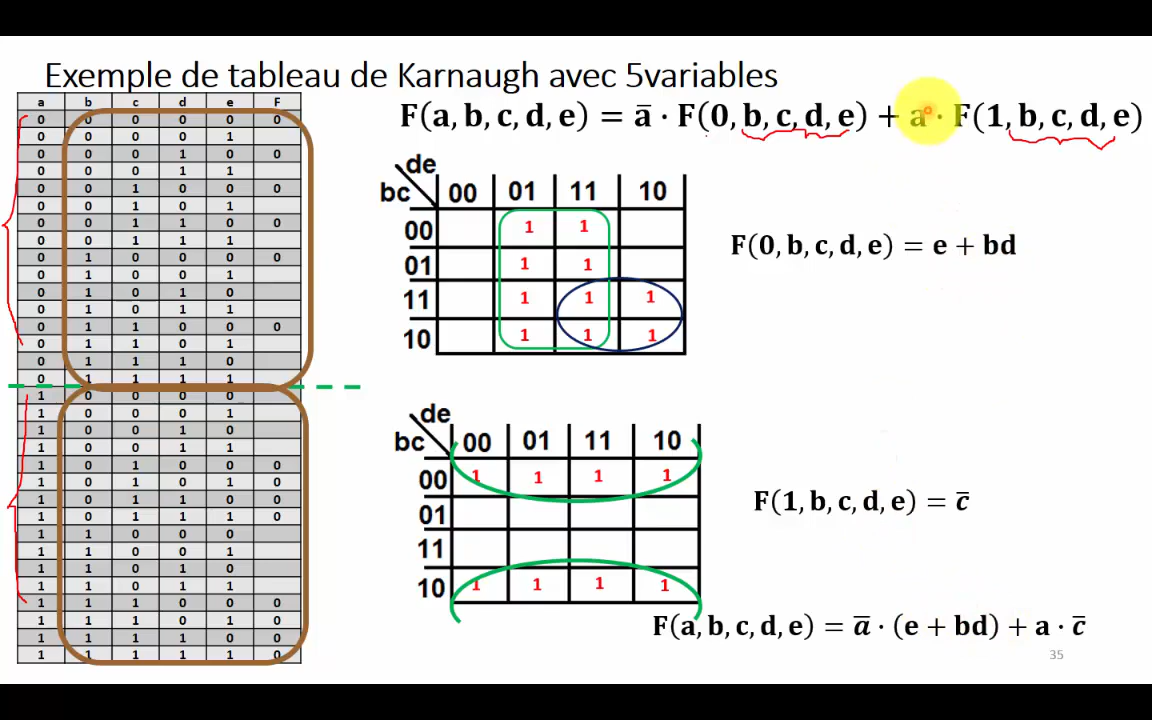 Exemple de tableau de Karnaugh avec 5variables
a b c d e F
0 0 0 0 0 0
0 0 0 0 1
0 0 0 1 0 0
0 0 0 1 1
0 0 1 0 0 0
0 0 1 0 1
0 0 1 1 0 0
0 0 1 1 1
0 1 0 0 0 0
0 1 0 0 1
0 1 0 1 0
0 1 0 1 1
0 1 1 0 0 0
0 1 1 0 1
0 1 1 1 0
0 1 1 1 1
1 0 0 0 0
1 0 0 0 1
1 0 0 1 0
1 0 0 1 1
1 0 1 0 0 0
1 0 1 0 1 0
1 0 1 1 0 0
1 0 1 1 1 0
1 1 0 0 0
1 1 0 0 1
1 1 0 1 0
1 1 0 1 1
1 1 1 0 0 0
1 1 1 0 1 0
1 1 1 1 0 0
1 1 1 1 1 0
F(a, b, c, d, e) = a̅ · F(0, b, c, d, e) + a · F(1, b, c, d, e)
de
bc 00 01 11 10
00 1 1
01 1 1
11 1 1 1
10 1 1 1
F(0, b, c, d, e) = e + bd
de
bc 00 01 11 10
00 1 1 1 1
01
11
10 1 1 1 1
F(1, b, c, d, e) = c̅
F(a, b, c, d, e) = a̅ · (e + bd) + a · c̅
35